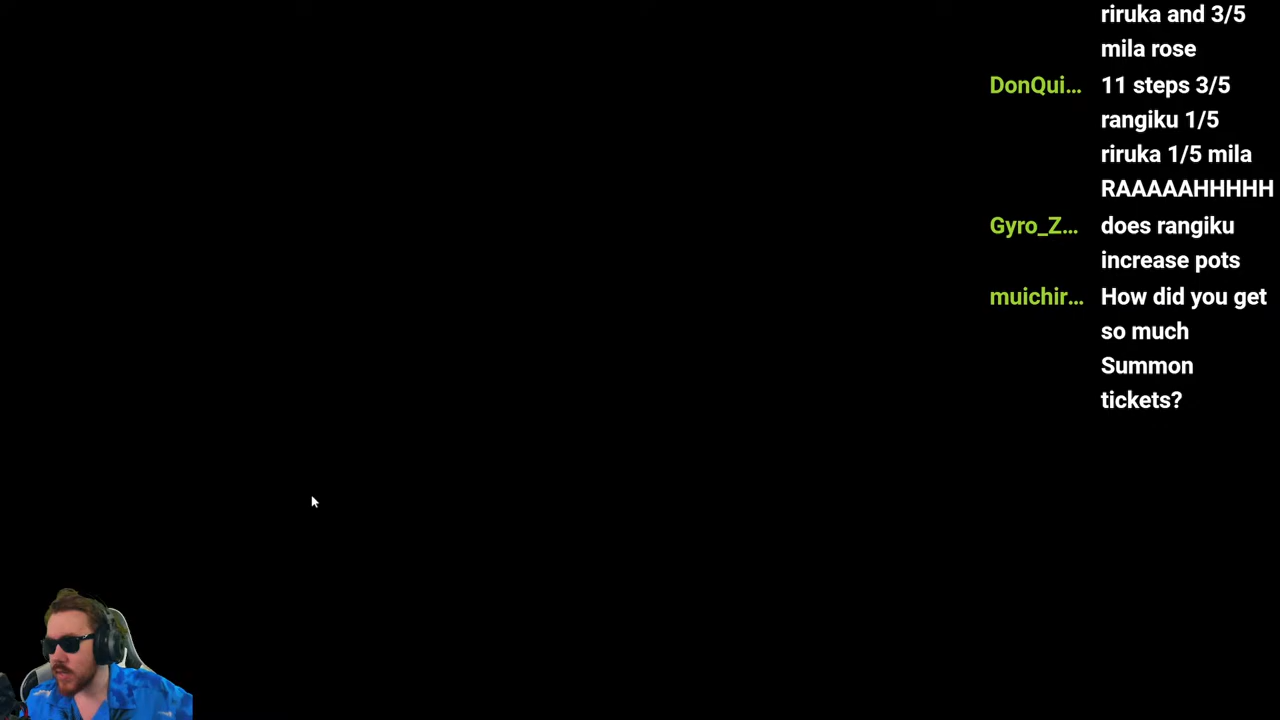 riruka and 3/5
mila rose
DonQui... 11 steps 3/5
rangiku 1/5
riruka 1/5 mila
RAAAAAHHHHH
Gyro_Z... does rangiku
increase pots
muichir... How did you get
so much
Summon
tickets?